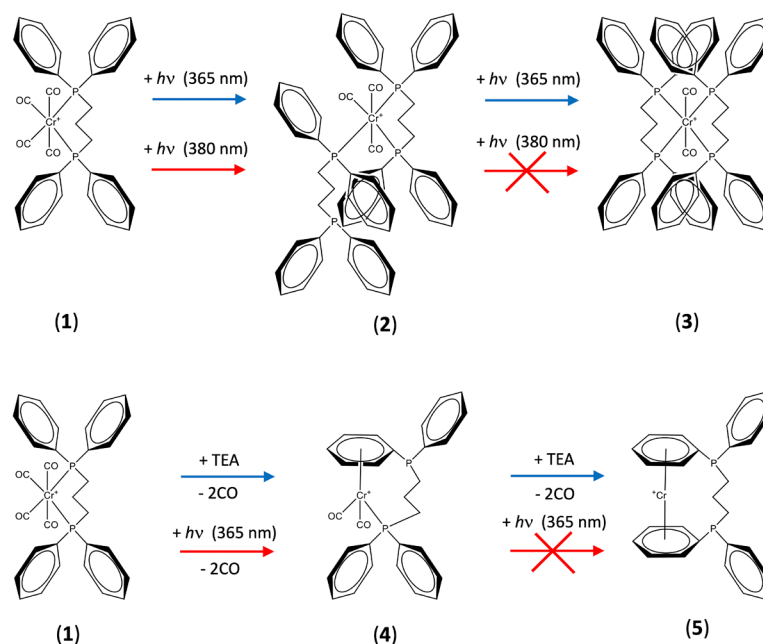 + hν (365 nm)
+ hν (380 nm)
+ hν (365 nm)
+ hν (380 nm)
CO
OC
OC
Cr⁺
CO
P
P
CO
OC
Cr⁺
CO
P
P
P
P
CO
Cr⁺
CO
P
P
P
P
(1)
(2)
(3)
+ TEA
- 2CO
+ hν (365 nm)
- 2CO
+ TEA
- 2CO
+ hν (365 nm)
CO
OC
OC
Cr⁺
CO
P
P
P
Cr⁺
OC
CO
P
P
⁺Cr
P
(1)
(4)
(5)